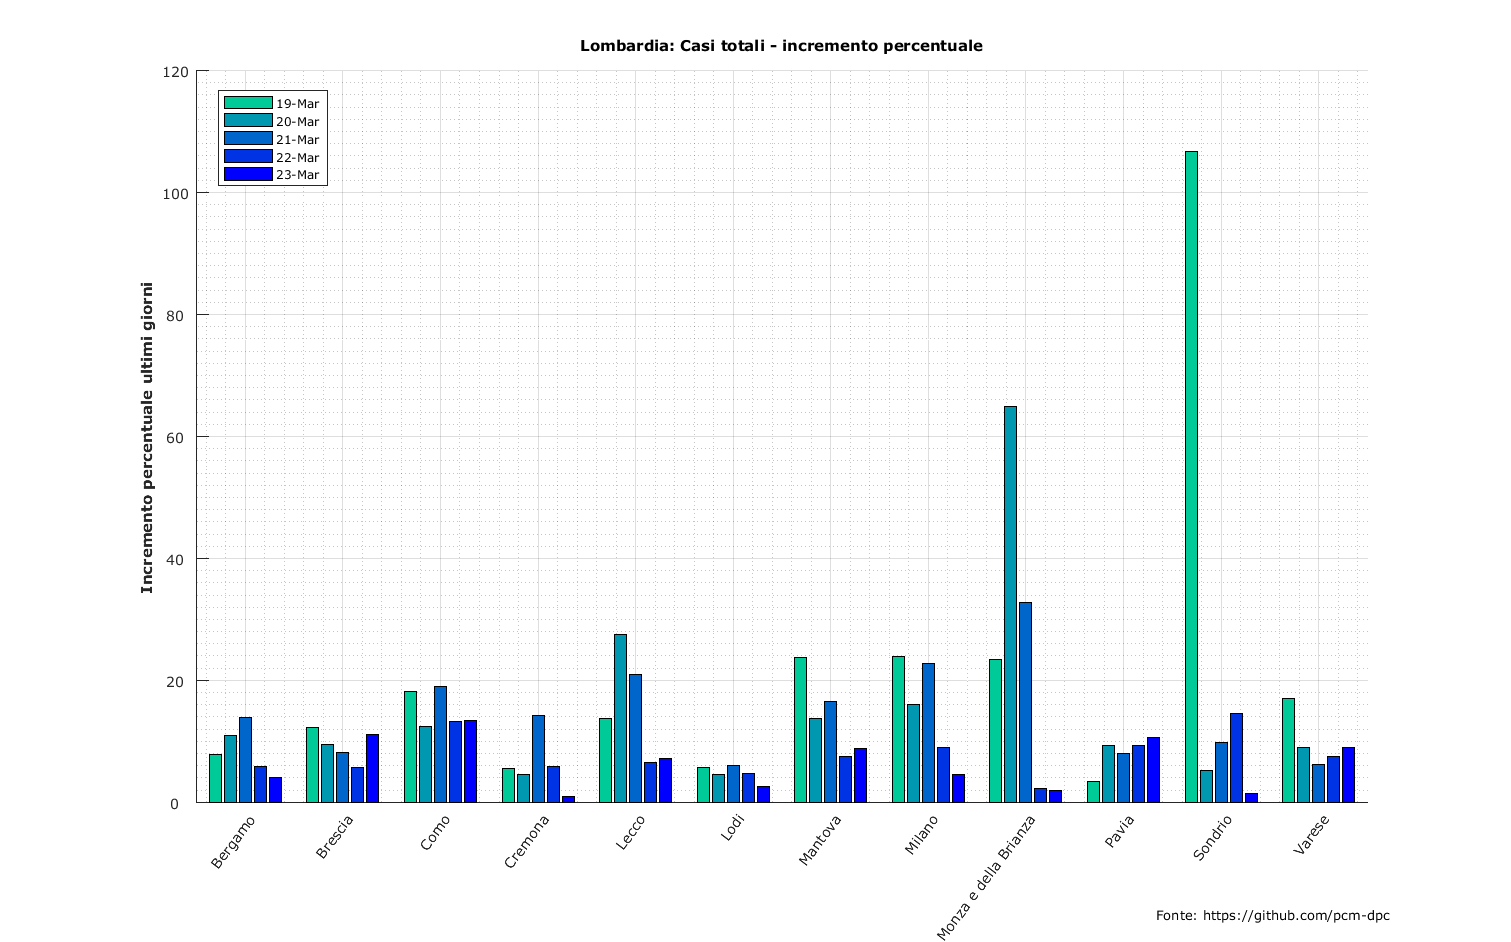 Lombardia: Casi totali - incremento percentuale
120
100
80
60
40
20
0
Incremento percentuale ultimi giorni
19-Mar
20-Mar
21-Mar
22-Mar
23-Mar
Bergamo
Brescia
Como
Cremona
Lecco
Lodi
Mantova
Milano
Monza e della Brianza
Pavia
Sondrio
Varese
Fonte: https://github.com/pcm-dpc